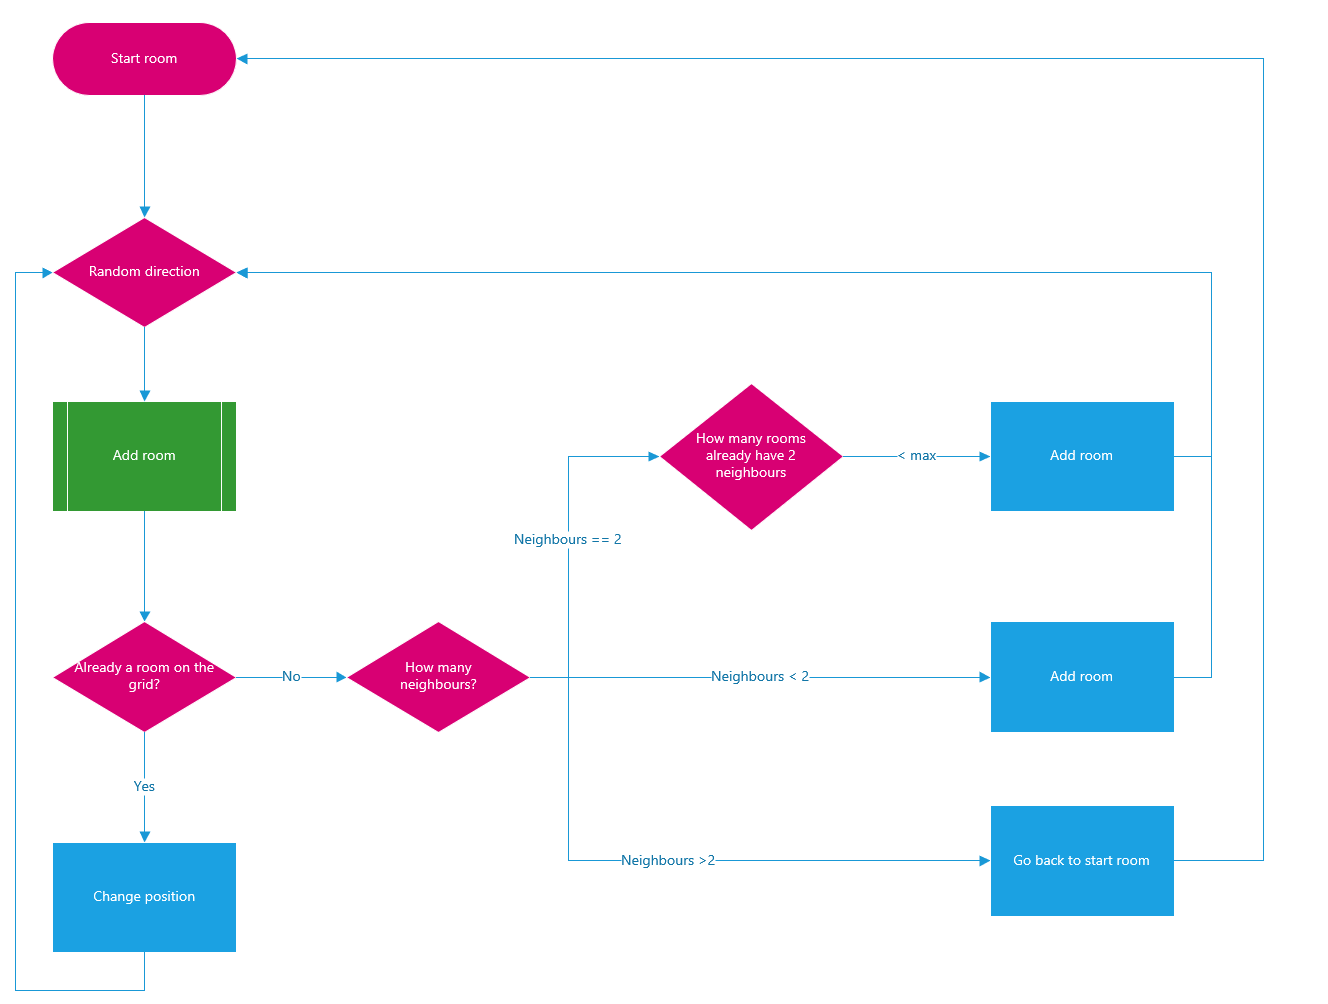 Start room
Random direction
Add room
How many rooms
already have 2
neighbours
< max
Add room
Neighbours == 2
Already a room on the
grid?
No
How many
neighbours?
Neighbours < 2
Add room
Yes
Neighbours >2
Go back to start room
Change position